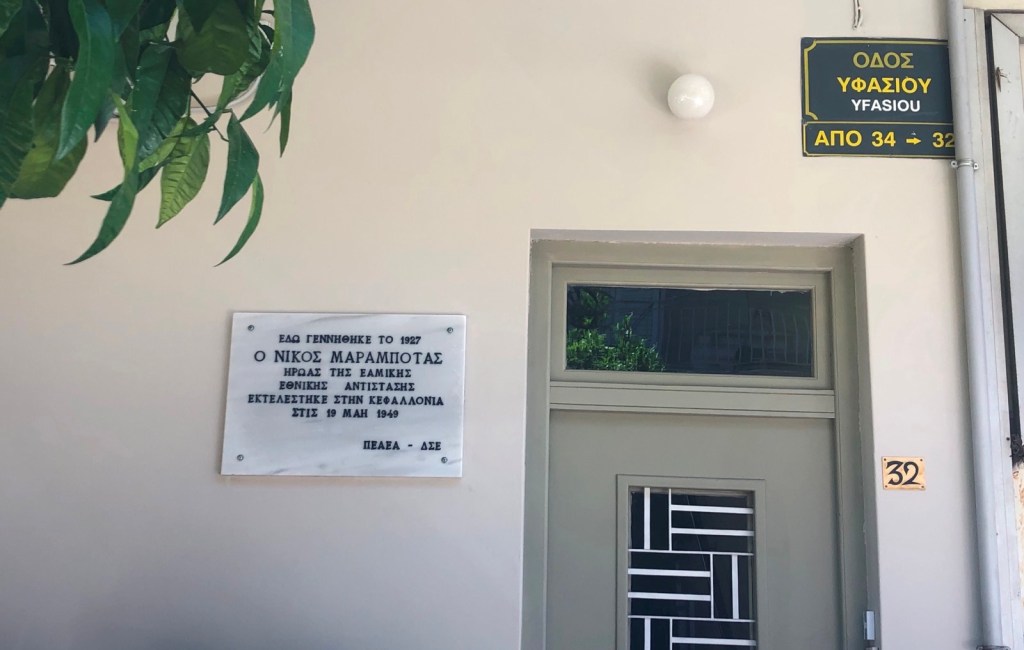 ΟΔΟΣ
ΥΦΑΣΙΟΥ
YFASIOU
ΑΠΟ 34 → 32
ΕΔΩ ΓΕΝΝΗΘΗΚΕ ΤΟ 1927
Ο ΝΙΚΟΣ ΜΑΡΑΜΠΟΤΑΣ
ΗΡΩΑΣ ΤΗΣ ΕΑΜΙΚΗΣ
ΕΘΝΙΚΗΣ ΑΝΤΙΣΤΑΣΗΣ
ΕΚΤΕΛΕΣΤΗΚΕ ΣΤΗΝ ΚΕΦΑΛΛΟΝΙΑ
ΣΤΙΣ 19 ΜΑΗ 1949
ΠΕΑΕΑ - ΔΣΕ
32